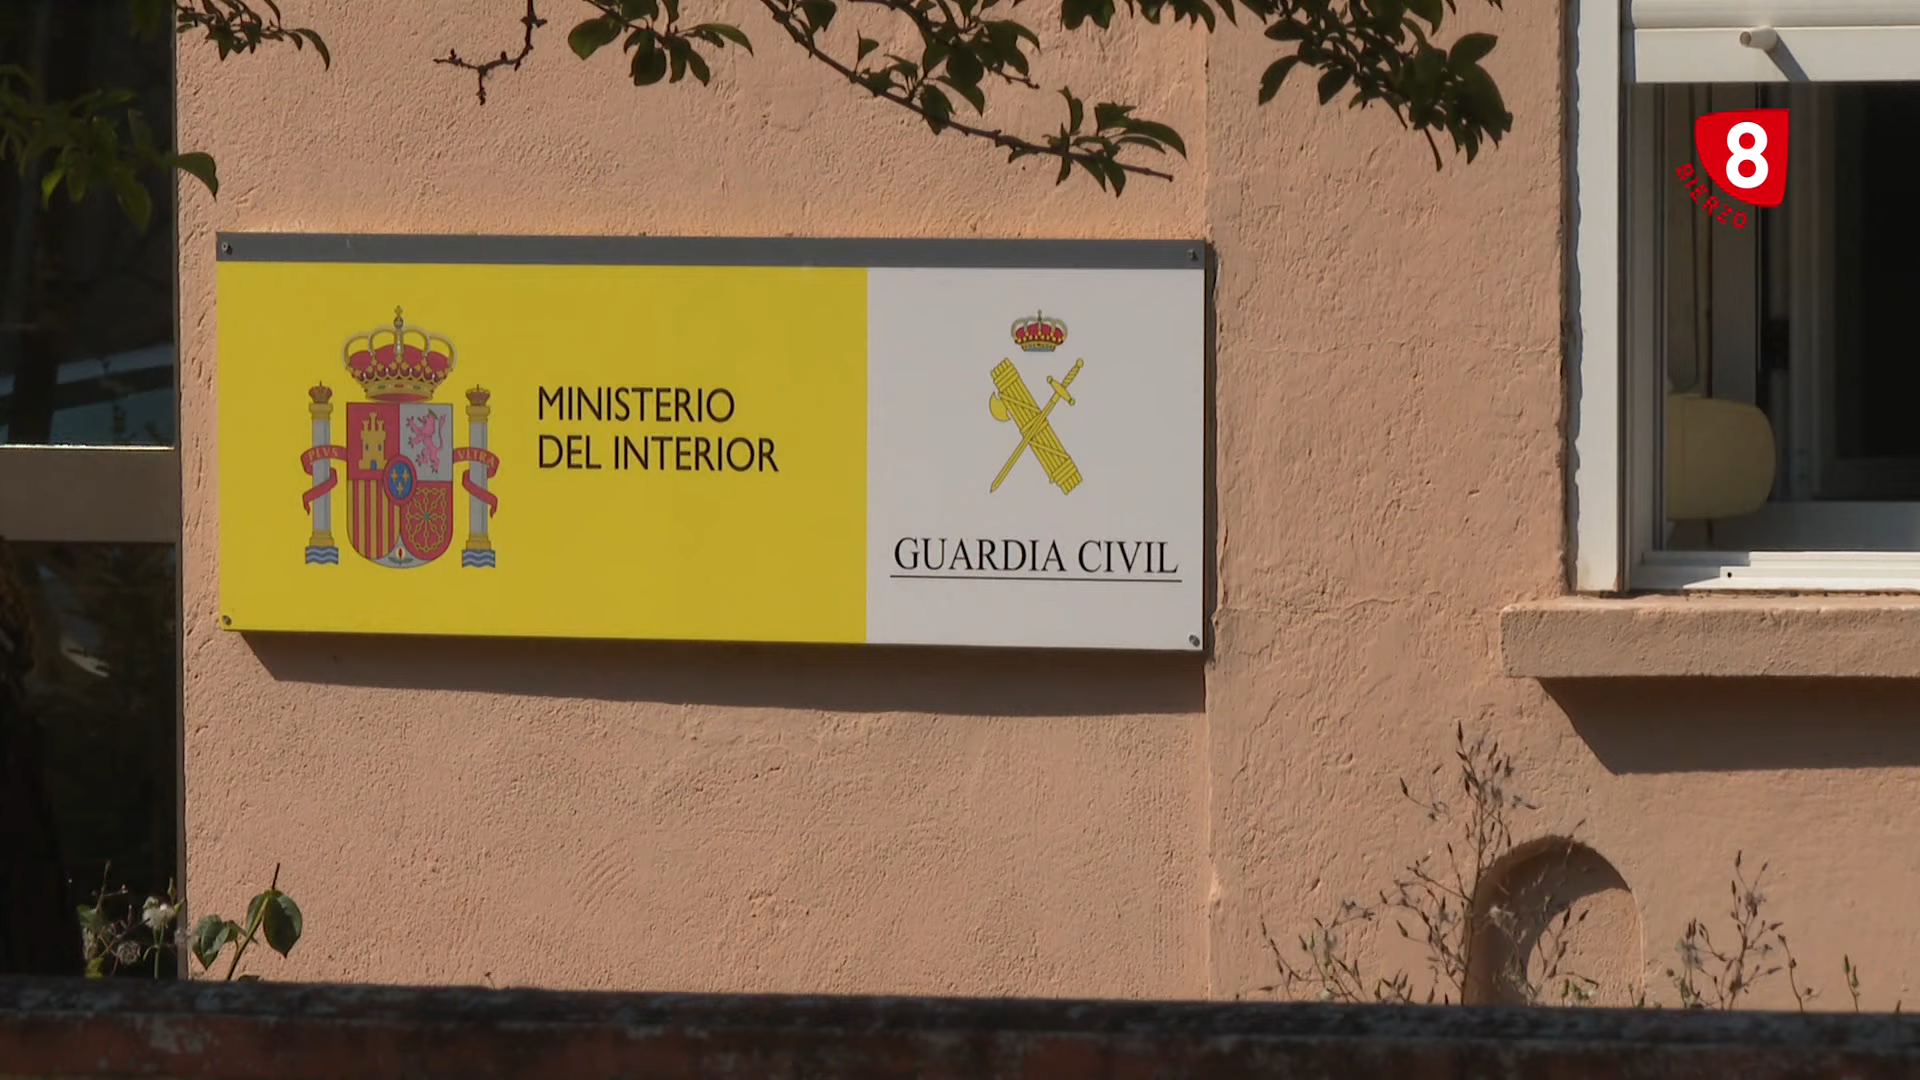 8
BIERZO
MINISTERIO
DEL INTERIOR
PLVS VLTRA
GUARDIA CIVIL